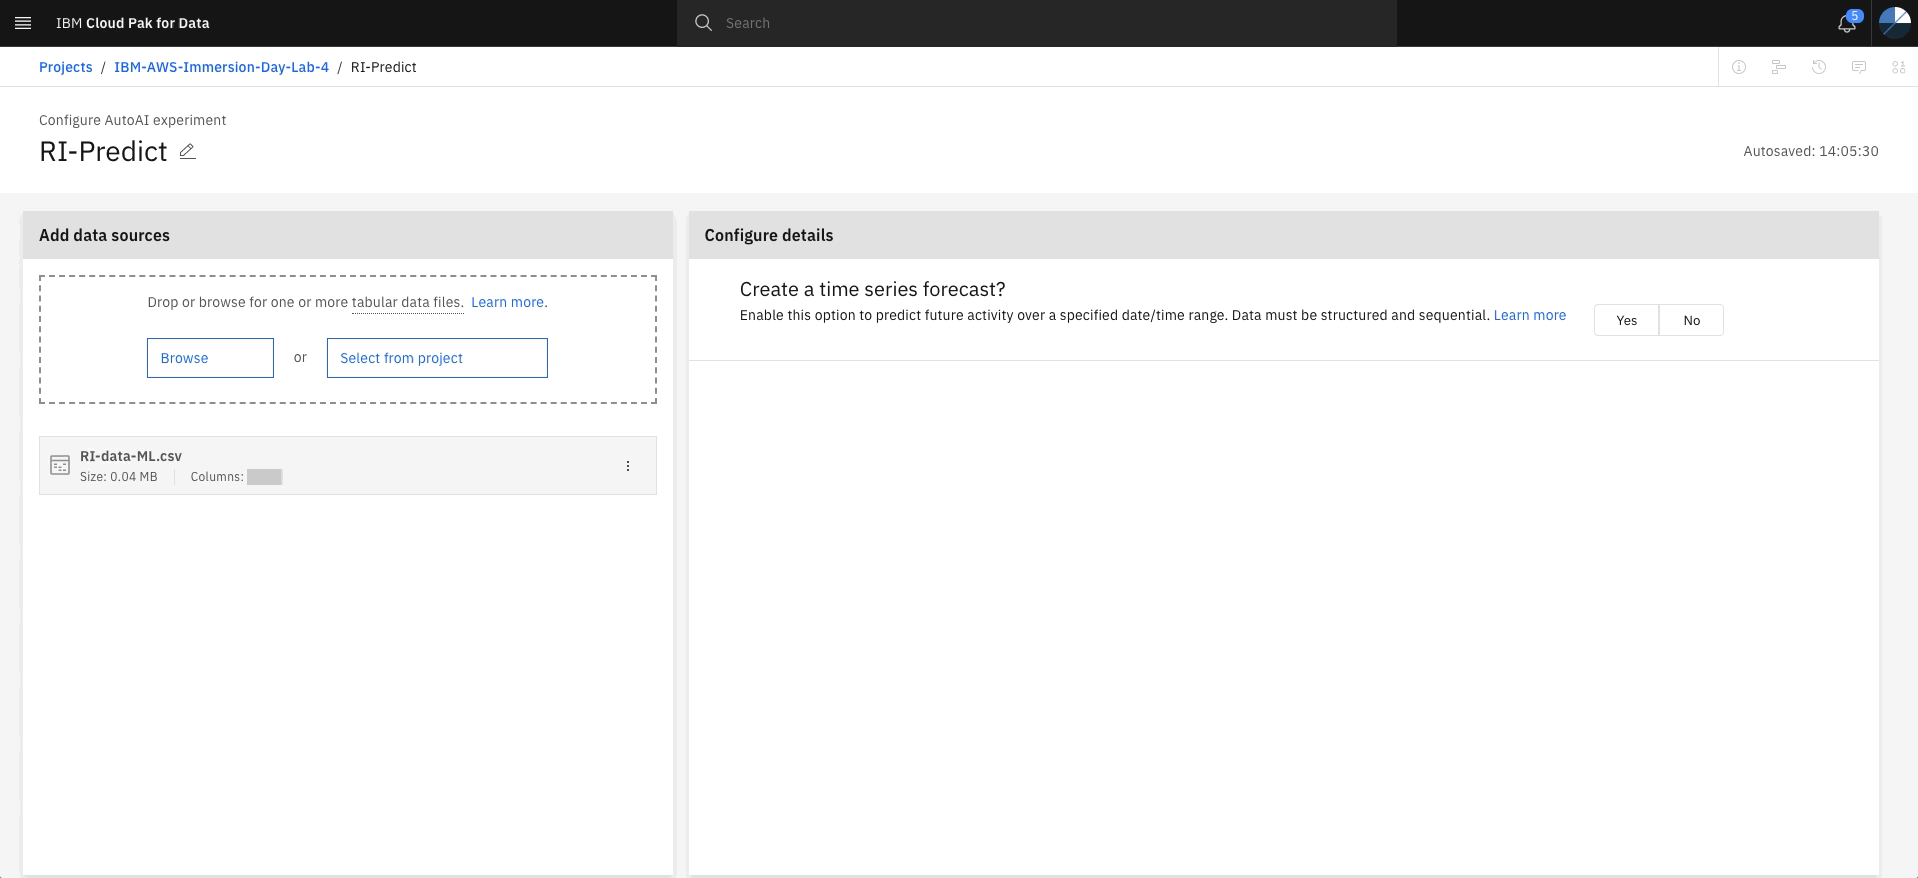 IBM Cloud Pak for Data
Search
5
Projects / IBM-AWS-Immersion-Day-Lab-4 / RI-Predict
Configure AutoAI experiment
RI-Predict
Autosaved: 14:05:30
Add data sources
Drop or browse for one or more tabular data files. Learn more.
Browse or Select from project
RI-data-ML.csv
Size: 0.04 MB
Columns:
Configure details
Create a time series forecast?
Enable this option to predict future activity over a specified date/time range. Data must be structured and sequential. Learn more
Yes No